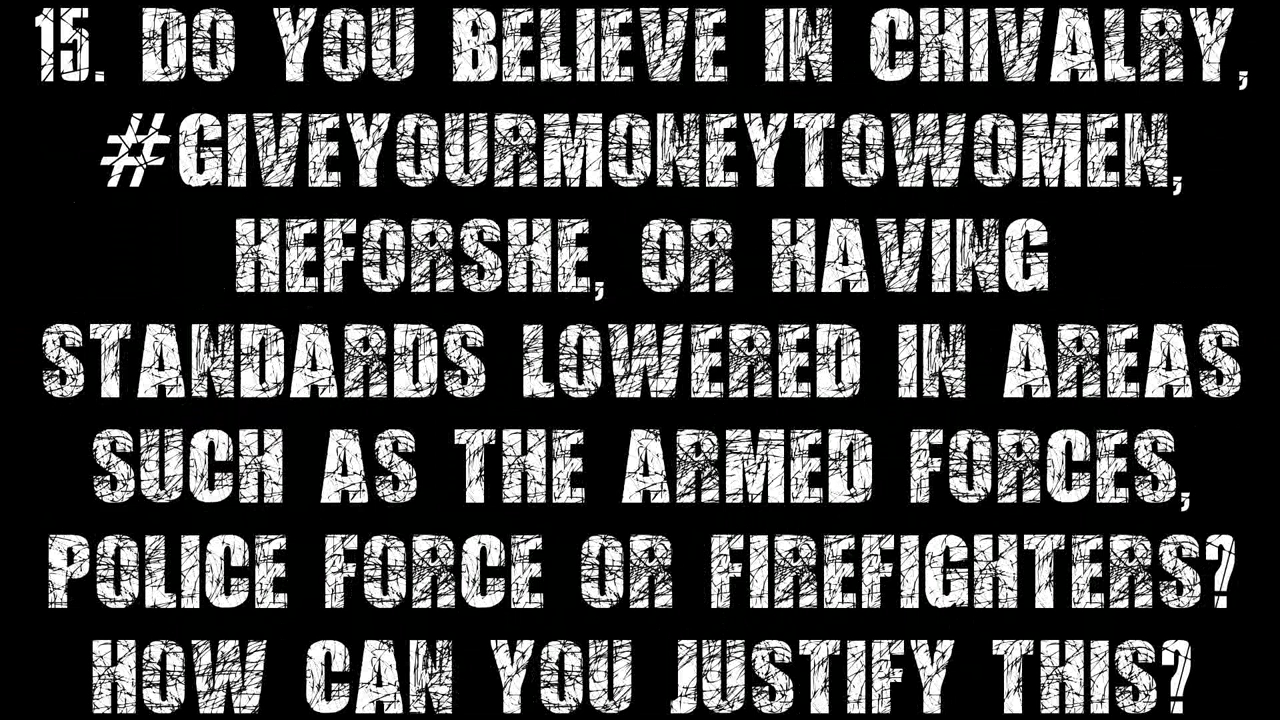 15. DO YOU BELIEVE IN CHIVALRY,
#GIVEYOURMONEYTOWOMEN,
HEFORSHE, OR HAVING
STANDARDS LOWERED IN AREAS
SUCH AS THE ARMED FORCES,
POLICE FORCE OR FIREFIGHTERS?
HOW CAN YOU JUSTIFY THIS?